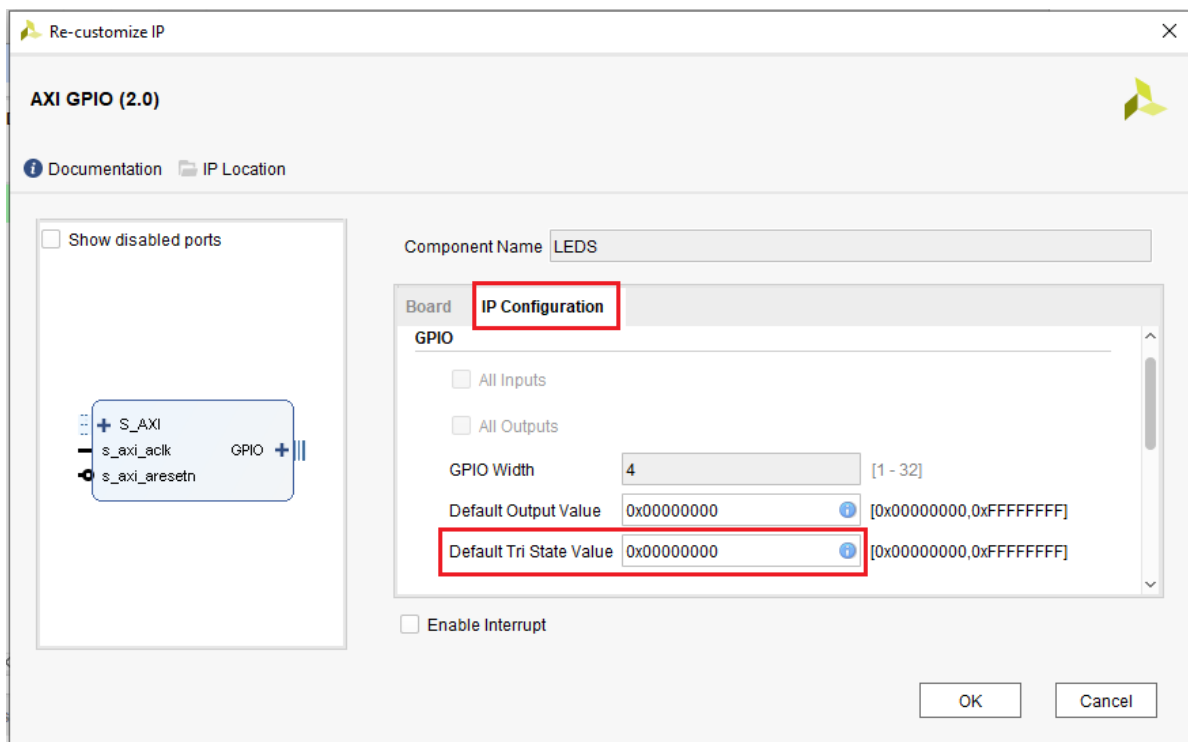 Re-customize IP
AXI GPIO (2.0)
Documentation IP Location
Show disabled ports
S_AXI
s_axi_aclk GPIO
s_axi_aresetn
Component Name LEDS
Board IP Configuration
GPIO
All Inputs
All Outputs
GPIO Width 4 [1 - 32]
Default Output Value 0x00000000 [0x00000000,0xFFFFFFFF]
Default Tri State Value 0x00000000 [0x00000000,0xFFFFFFFF]
Enable Interrupt
OK Cancel